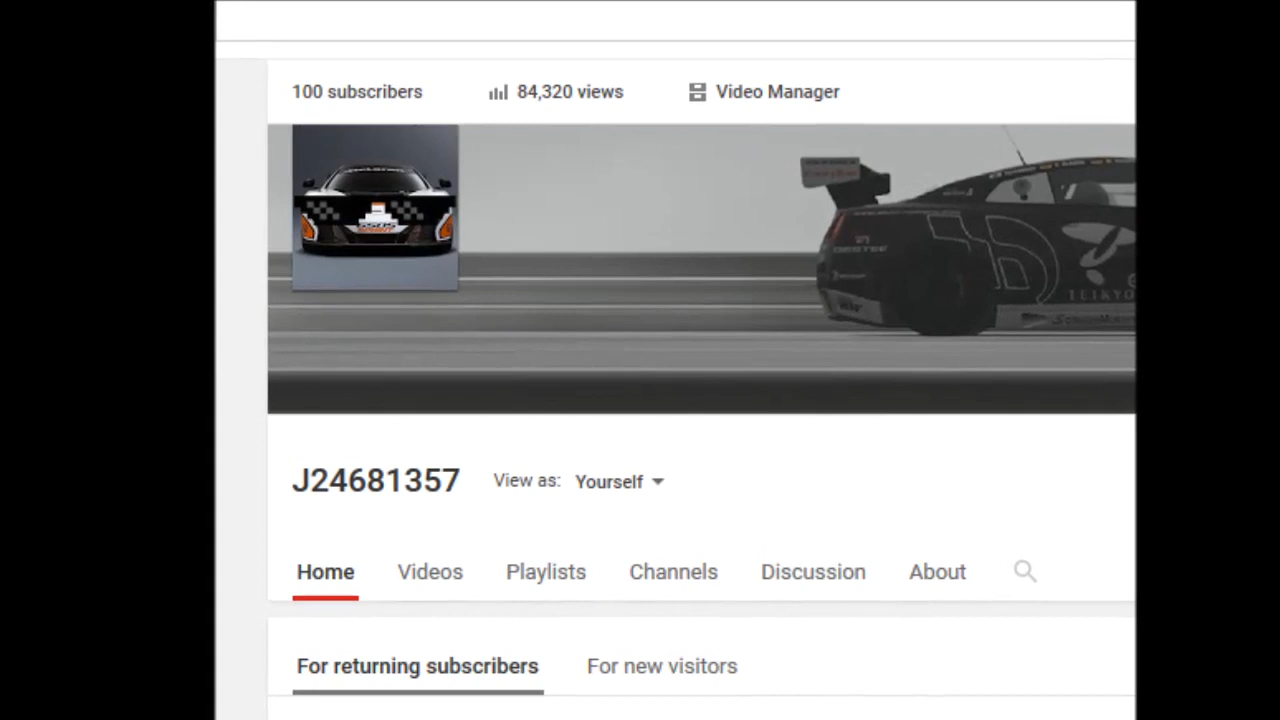 100 subscribers
84,320 views
Video Manager
TEIKYO
J24681357
View as: Yourself
Home
Videos
Playlists
Channels
Discussion
About
For returning subscribers
For new visitors